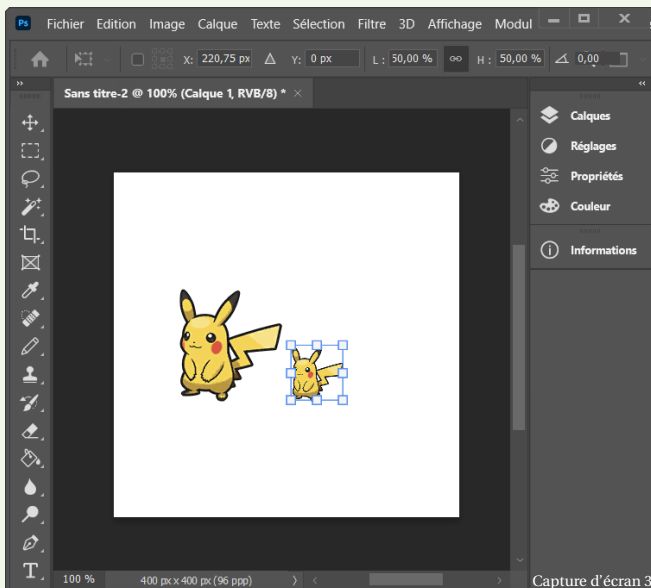 Ps Fichier Edition Image Calque Texte Sélection Filtre 3D Affichage Modul
X: 220,75 px Δ Y: 0 px L : 50,00 % H : 50,00 % 0,00
Sans titre-2 @ 100% (Calque 1, RVB/8) * ×
Calques
Réglages
Propriétés
Couleur
Informations
100 % 400 px x 400 px (96 ppp)
Capture d'écran 3